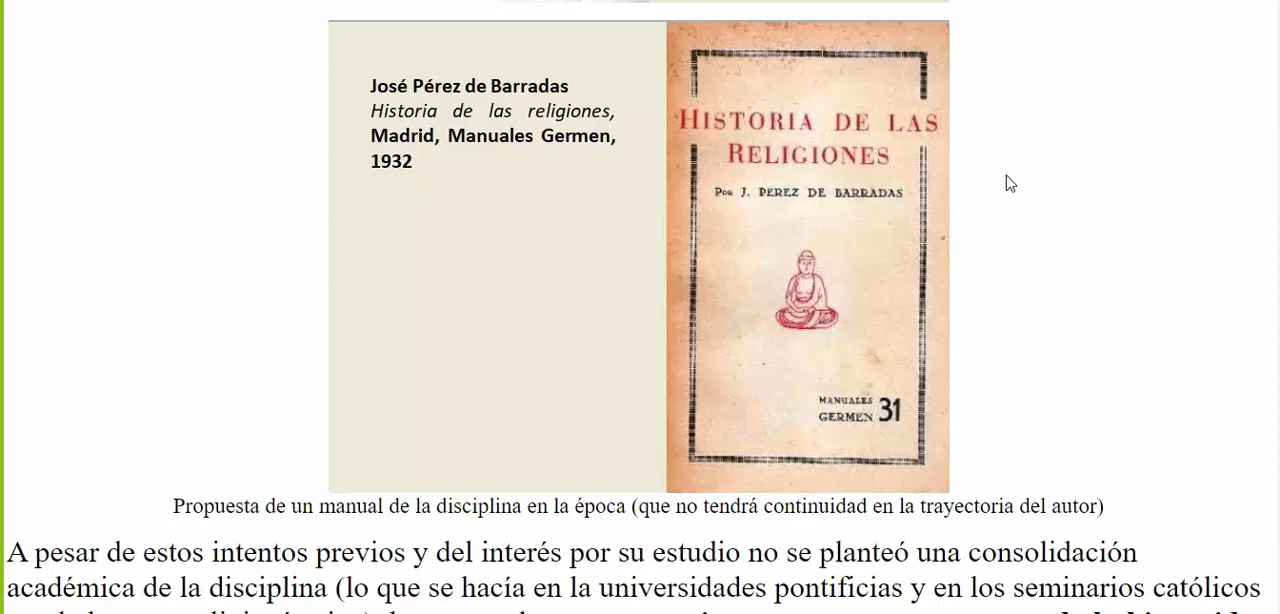 José Pérez de Barradas
Historia de las religiones,
Madrid, Manuales Germen,
1932
HISTORIA DE LAS
RELIGIONES
POR J. PEREZ DE BARRADAS
MANUALES
GERMEN 31
Propuesta de un manual de la disciplina en la época (que no tendrá continuidad en la trayectoria del autor)
A pesar de estos intentos previos y del interés por su estudio no se planteó una consolidación
académica de la disciplina (lo que se hacía en la universidades pontificias y en los seminarios católicos